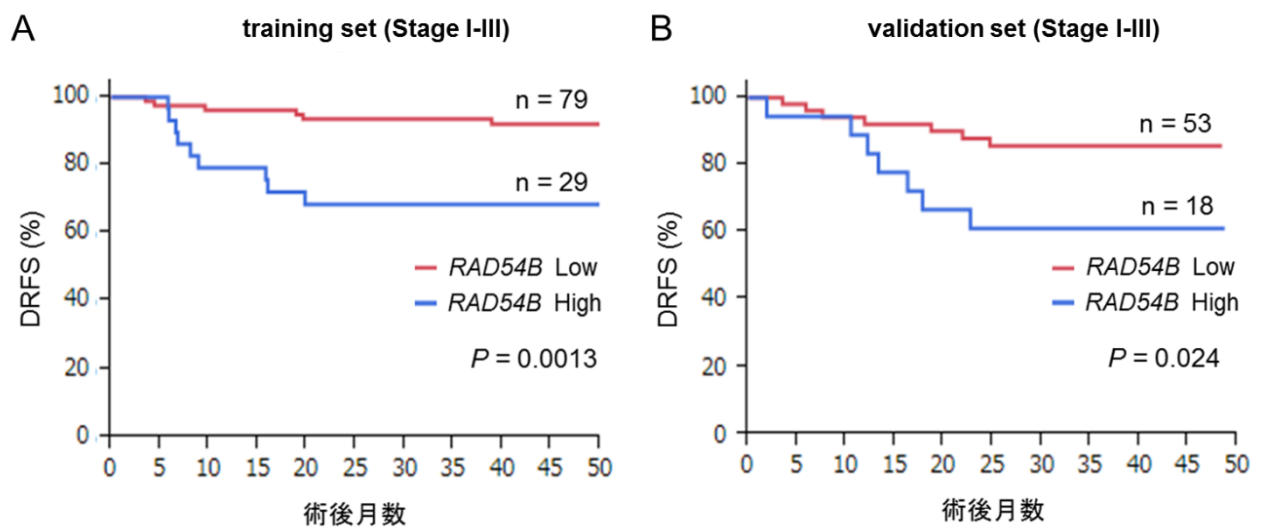 A
training set (Stage I-III)
100
80
60
40
20
0
DRFS (%)
n = 79
n = 29
RAD54B Low
RAD54B High
P = 0.0013
0 5 10 15 20 25 30 35 40 45 50
術後月数
B
validation set (Stage I-III)
100
80
60
40
20
0
DRFS (%)
n = 53
n = 18
RAD54B Low
RAD54B High
P = 0.024
0 5 10 15 20 25 30 35 40 45 50
術後月数